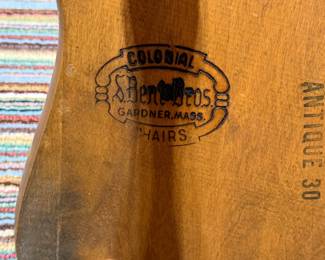 COLONIAL
S.Bent & Bros.
GARDNER, MASS.
CHAIRS
ANTIQUE 30